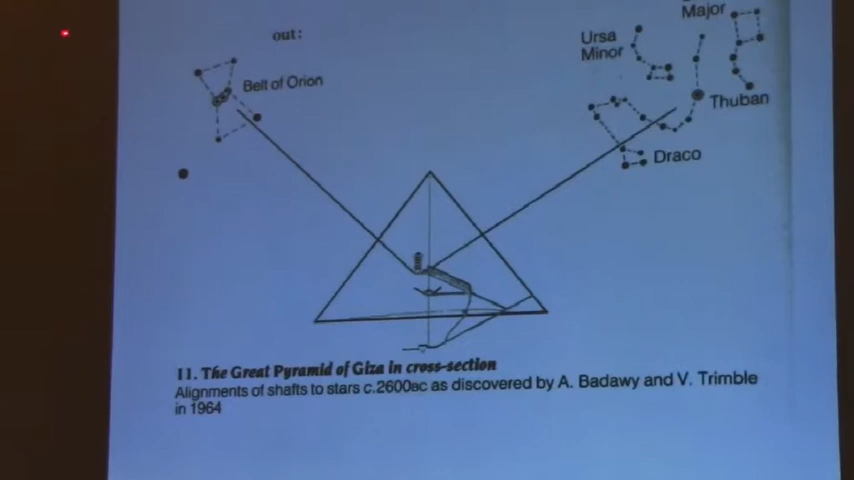 out:
Major
Ursa
Minor
Belt of Orion
Thuban
Draco
11. The Great Pyramid of Giza in cross-section
Alignments of shafts to stars c.2600BC as discovered by A. Badawy and V. Trimble
in 1964